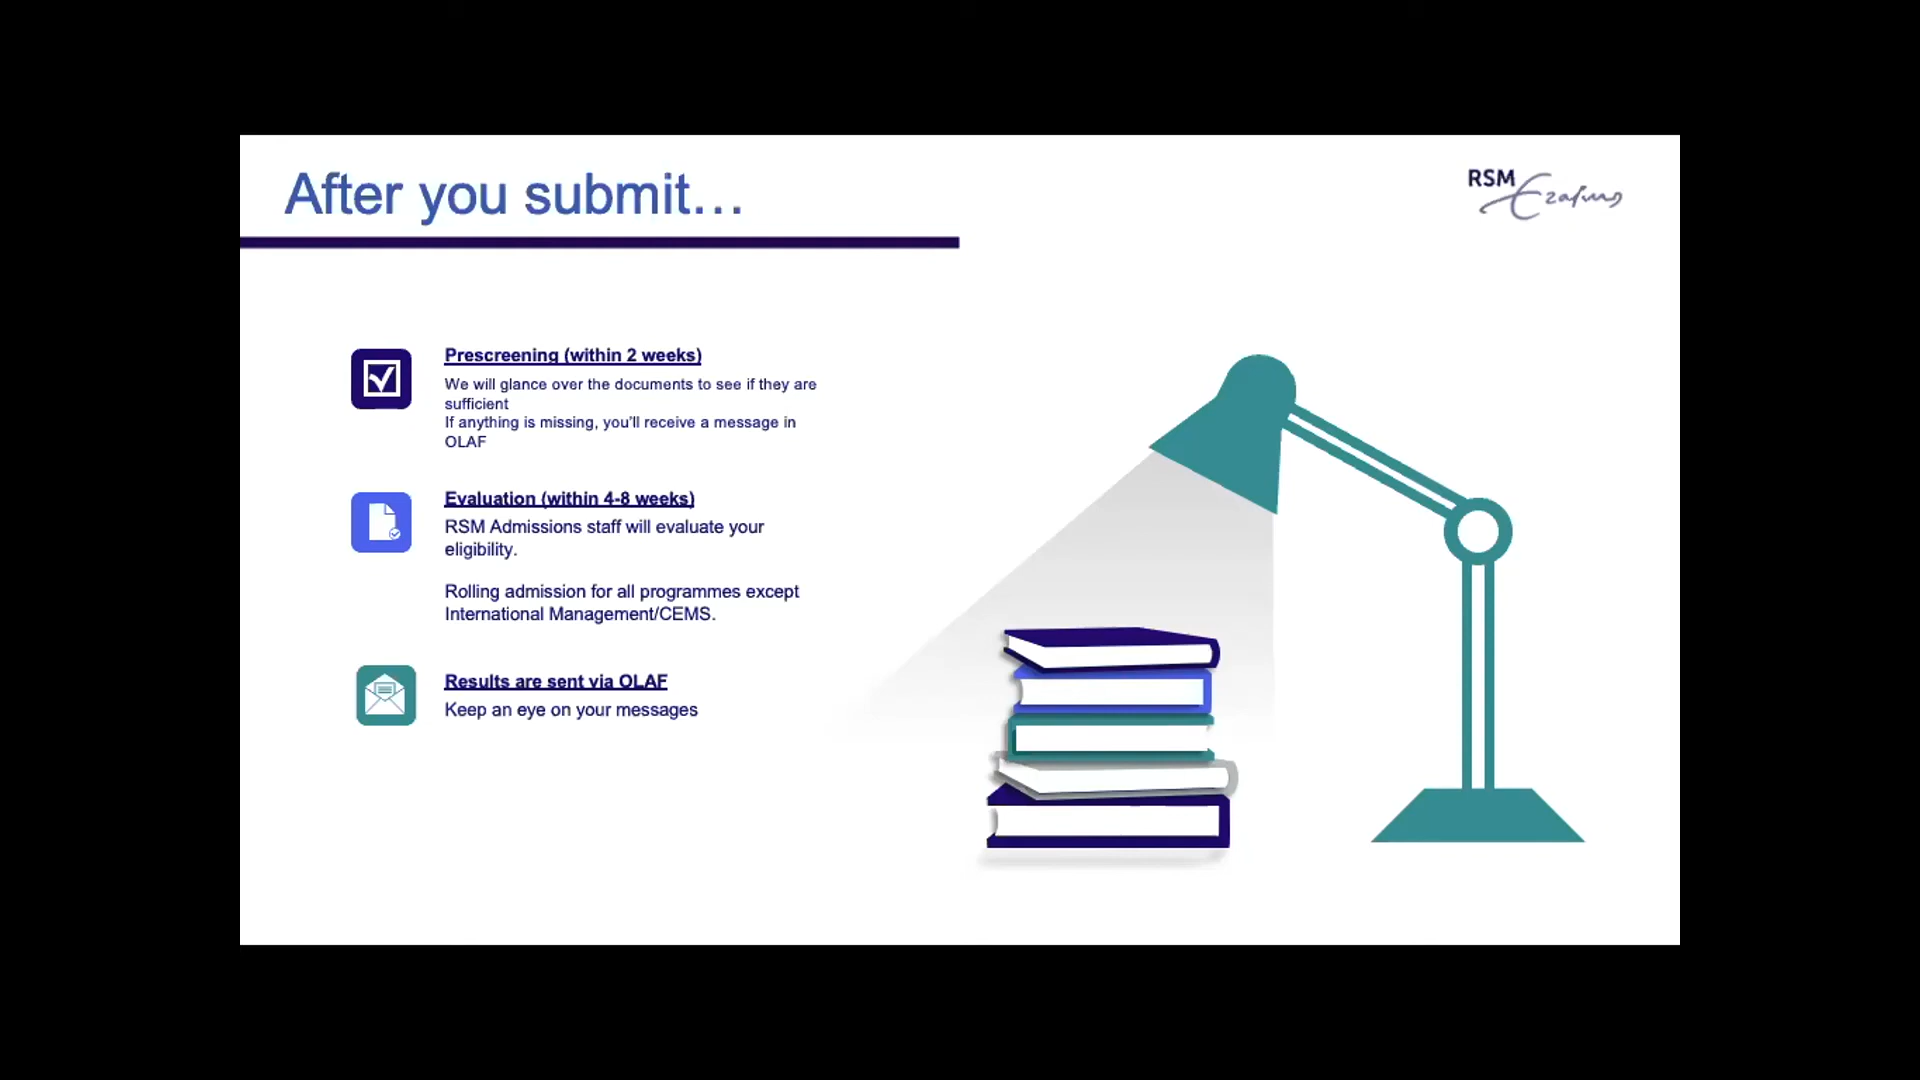 After you submit...
RSM
Erasmus
Prescreening (within 2 weeks)
We will glance over the documents to see if they are
sufficient
If anything is missing, you'll receive a message in
OLAF
Evaluation (within 4-8 weeks)
RSM Admissions staff will evaluate your
eligibility.
Rolling admission for all programmes except
International Management/CEMS.
Results are sent via OLAF
Keep an eye on your messages